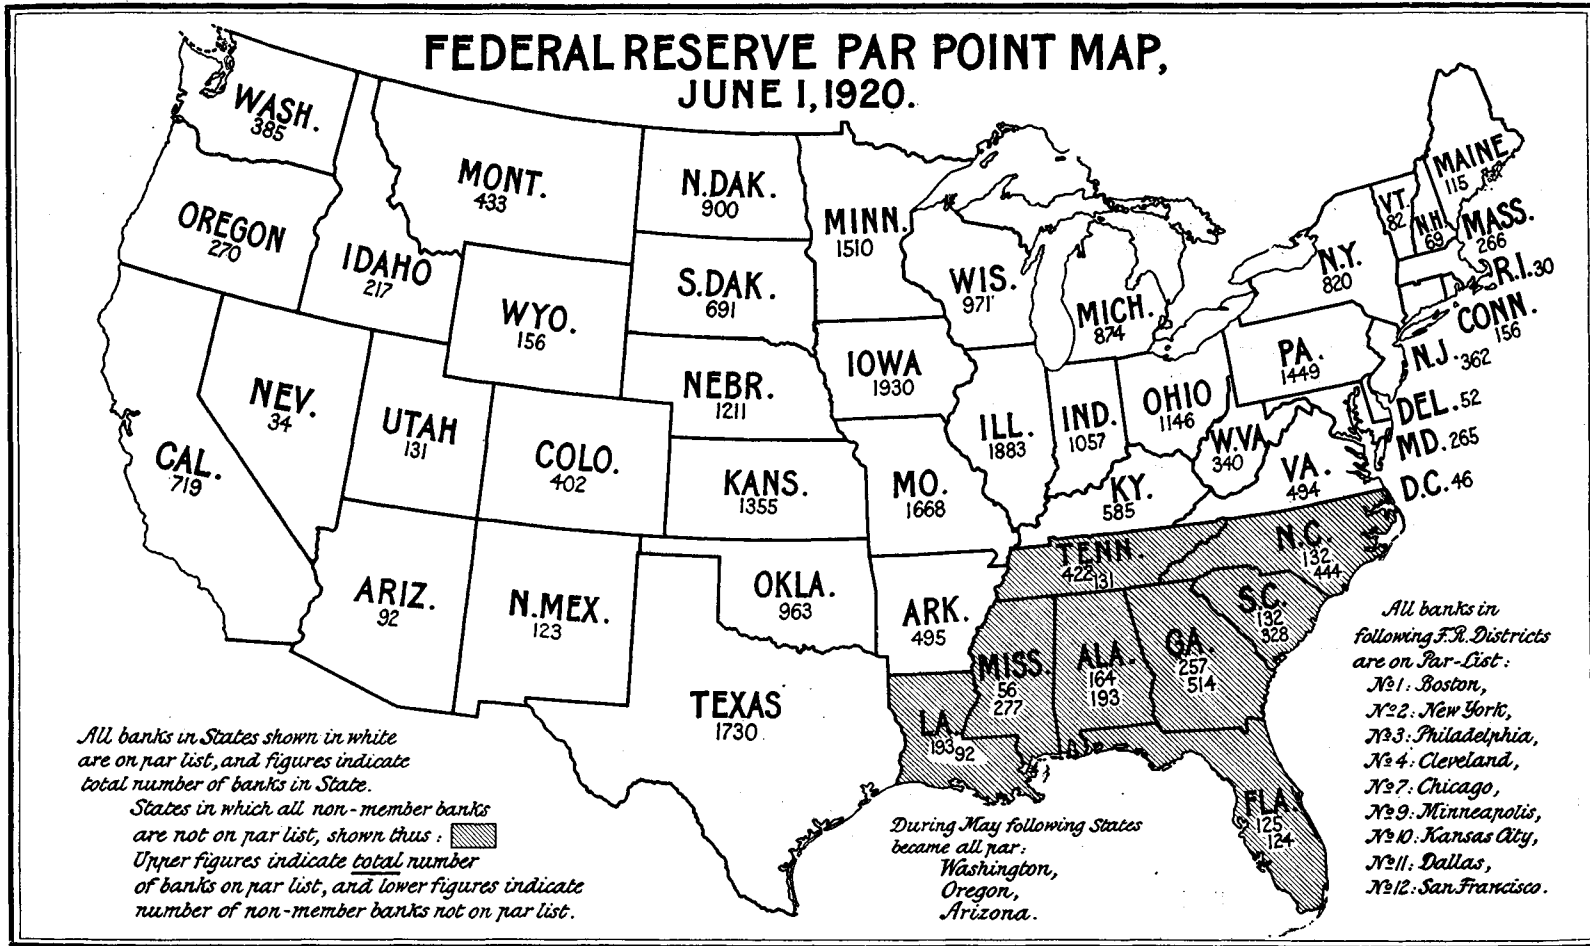 FEDERAL RESERVE PAR POINT MAP,
JUNE 1, 1920.
WASH.
385
OREGON
270
CAL.
719
NEV.
34
IDAHO
217
MONT.
433
WYO.
156
UTAH
131
COLO.
402
ARIZ.
92
N.MEX.
123
N.DAK.
900
S.DAK.
691
NEBR.
1211
KANS.
1355
OKLA.
963
TEXAS
1730
MINN.
1510
IOWA
1930
MO.
1668
ARK.
495
LA.
193
92
WIS.
971
ILL.
1883
MICH.
874
IND.
1057
OHIO
1146
KY.
585
TENN.
422
131
MISS.
56
277
ALA.
164
193
GA.
257
514
FLA.
125
124
S.C.
132
328
N.C.
132
444
VA.
494
W.VA.
340
PA.
1449
N.Y.
820
VT.
82
N.H.
69
MAINE
115
MASS.
266
R.I. 30
CONN.
156
N.J. 362
DEL. 52
MD. 265
D.C. 46
All banks in States shown in white
are on par list, and figures indicate
total number of banks in State.
States in which all non-member banks
are not on par list, shown thus:
Upper figures indicate total number
of banks on par list, and lower figures indicate
number of non-member banks not on par list.
During May following States
became all par:
Washington,
Oregon,
Arizona.
All banks in
following F.R. Districts
are on Par-List:
№1: Boston,
№2: New York,
№3: Philadelphia,
№4: Cleveland,
№7: Chicago,
№9: Minneapolis,
№10: Kansas City,
№11: Dallas,
№12: San Francisco.